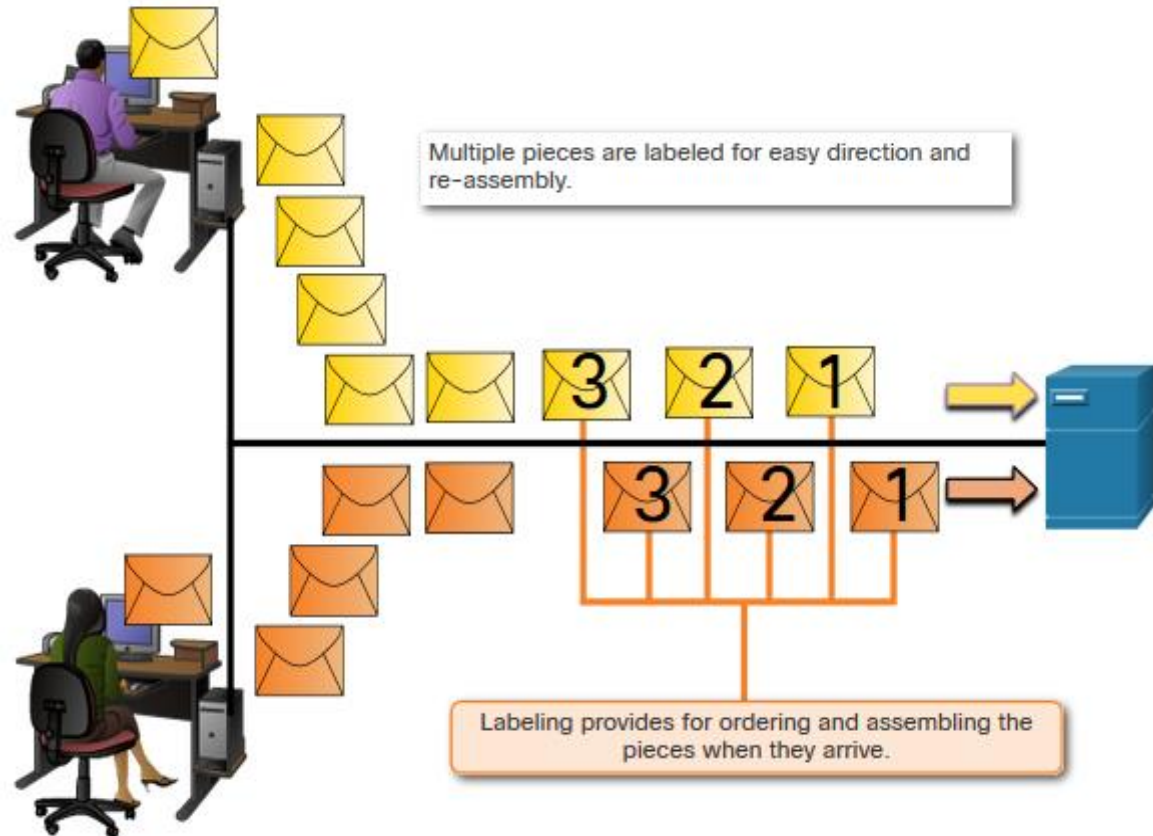 Multiple pieces are labeled for easy direction and
re-assembly.
3 2 1
3 2 1
Labeling provides for ordering and assembling the
pieces when they arrive.